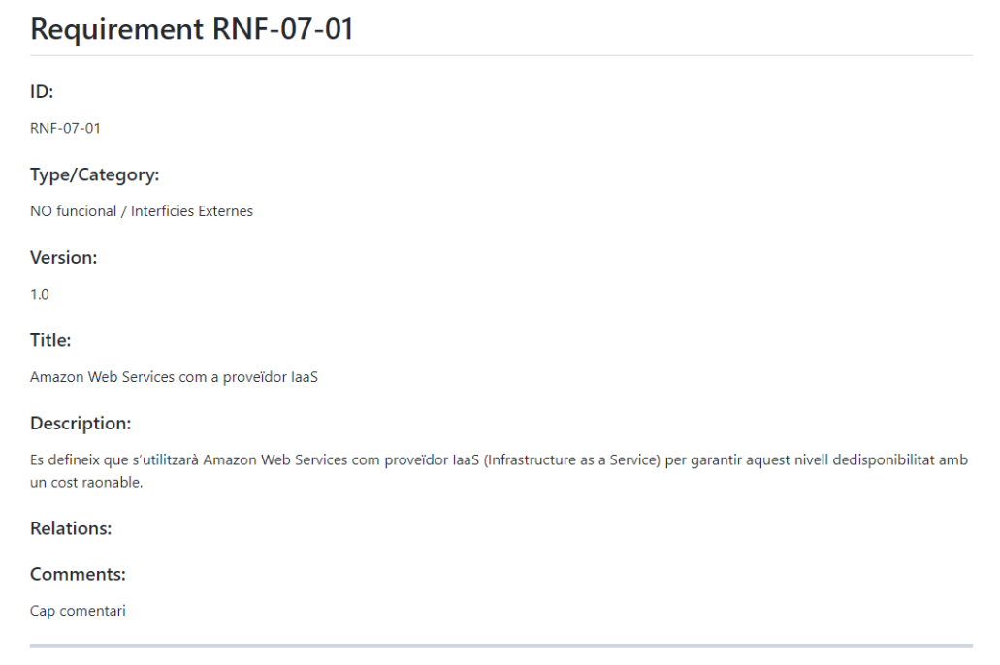 Requirement RNF-07-01
ID:
RNF-07-01
Type/Category:
NO funcional / Interficies Externes
Version:
1.0
Title:
Amazon Web Services com a proveïdor IaaS
Description:
Es defineix que s'utilitzarà Amazon Web Services com proveïdor IaaS (Infrastructure as a Service) per garantir aquest nivell dedisponibilitat amb
un cost raonable.
Relations:
Comments:
Cap comentari